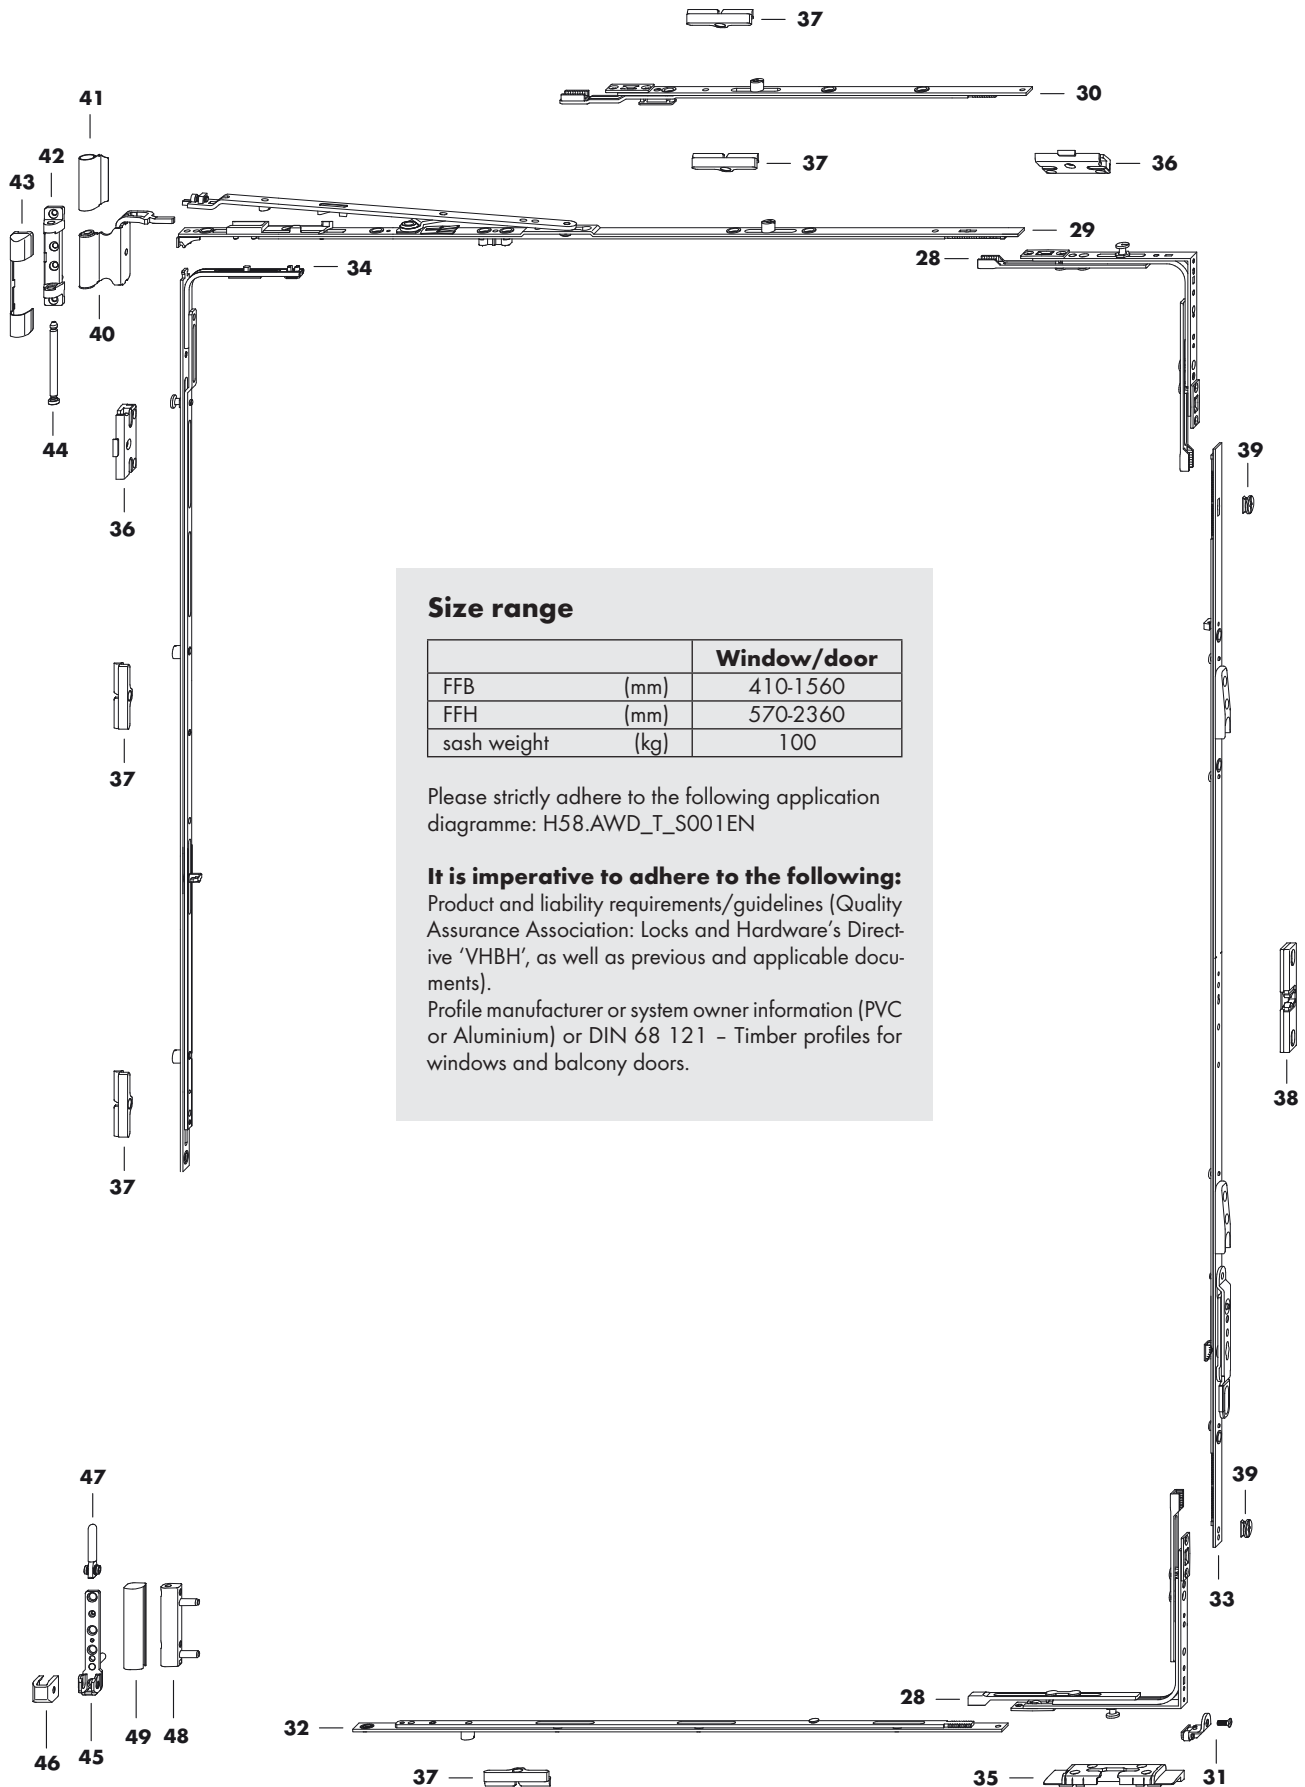 37
30
41
37
36
42
43
29
28
34
40
44
39
36
Size range
Window/door
FFB (mm) 410-1560
FFH (mm) 570-2360
sash weight (kg) 100
37
Please strictly adhere to the following application
diagramme: H58.AWD_T_S001EN
It is imperative to adhere to the following:
Product and liability requirements/guidelines (Quality
Assurance Association: Locks and Hardware's Direct-
ive 'VHBH', as well as previous and applicable docu-
ments).
Profile manufacturer or system owner information (PVC
or Aluminium) or DIN 68 121 – Timber profiles for
windows and balcony doors.
38
37
47
39
33
28
32
46
45
49
48
37
35
31